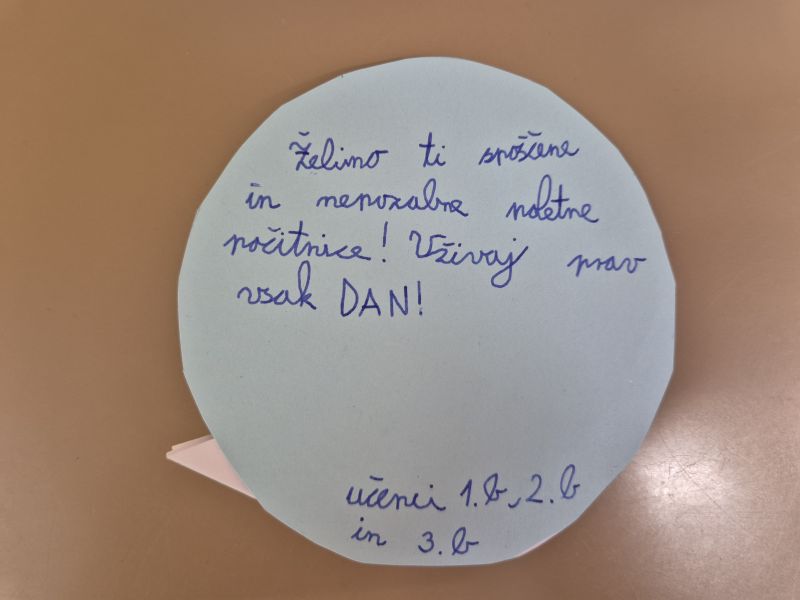 Želimo ti sproščene
in nepozabne poletne
počitnice! Uživaj prav
vsak DAN!
učenci 1.b, 2.b
in 3.b